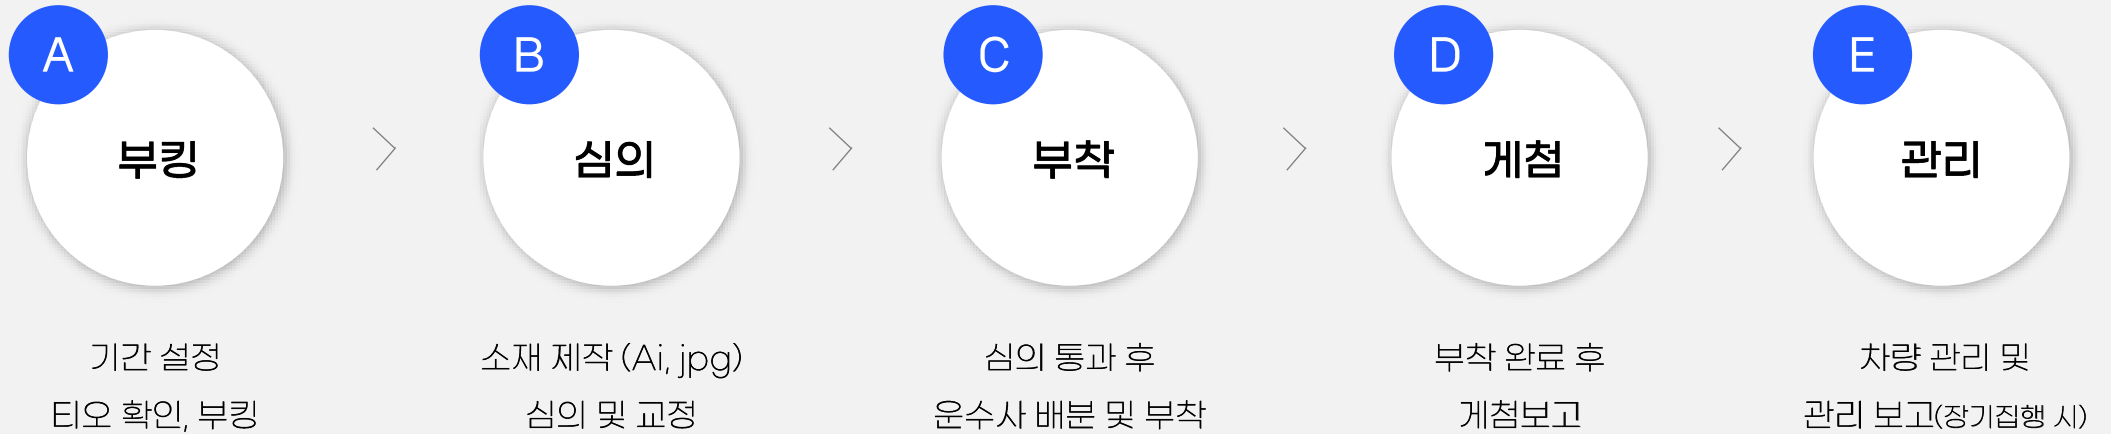 A
부킹
기간 설정
티오 확인, 부킹
B
심의
소재 제작 (Ai, jpg)
심의 및 교정
C
부착
심의 통과 후
운수사 배분 및 부착
D
게첨
부착 완료 후
게첨보고
E
관리
차량 관리 및
관리 보고(장기집행 시)